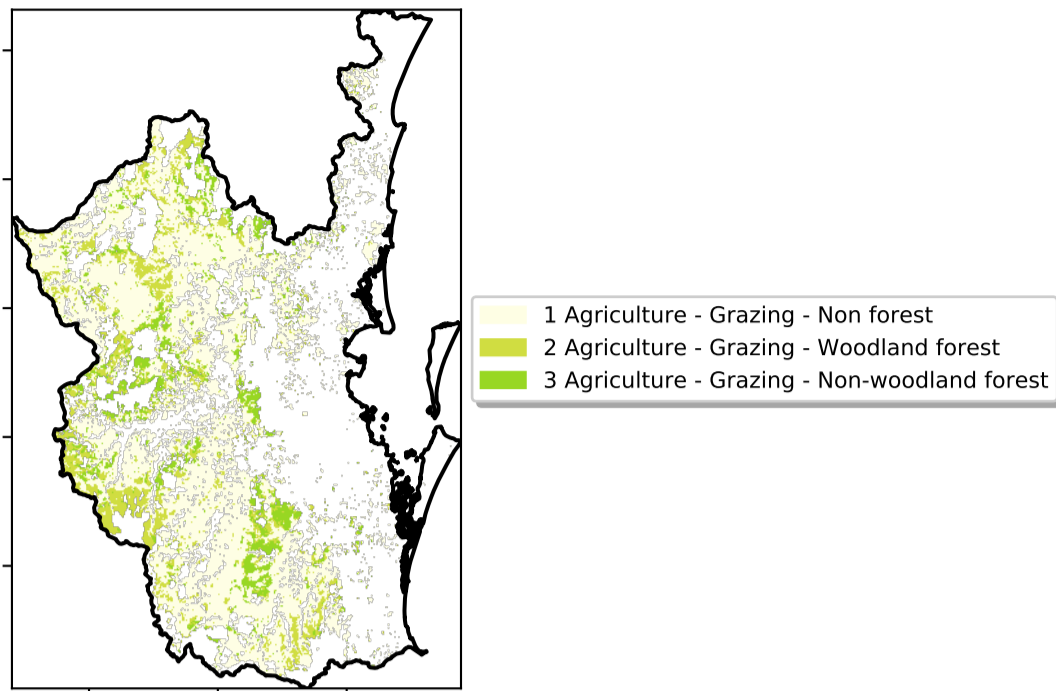 1 Agriculture - Grazing - Non forest
2 Agriculture - Grazing - Woodland forest
3 Agriculture - Grazing - Non-woodland forest